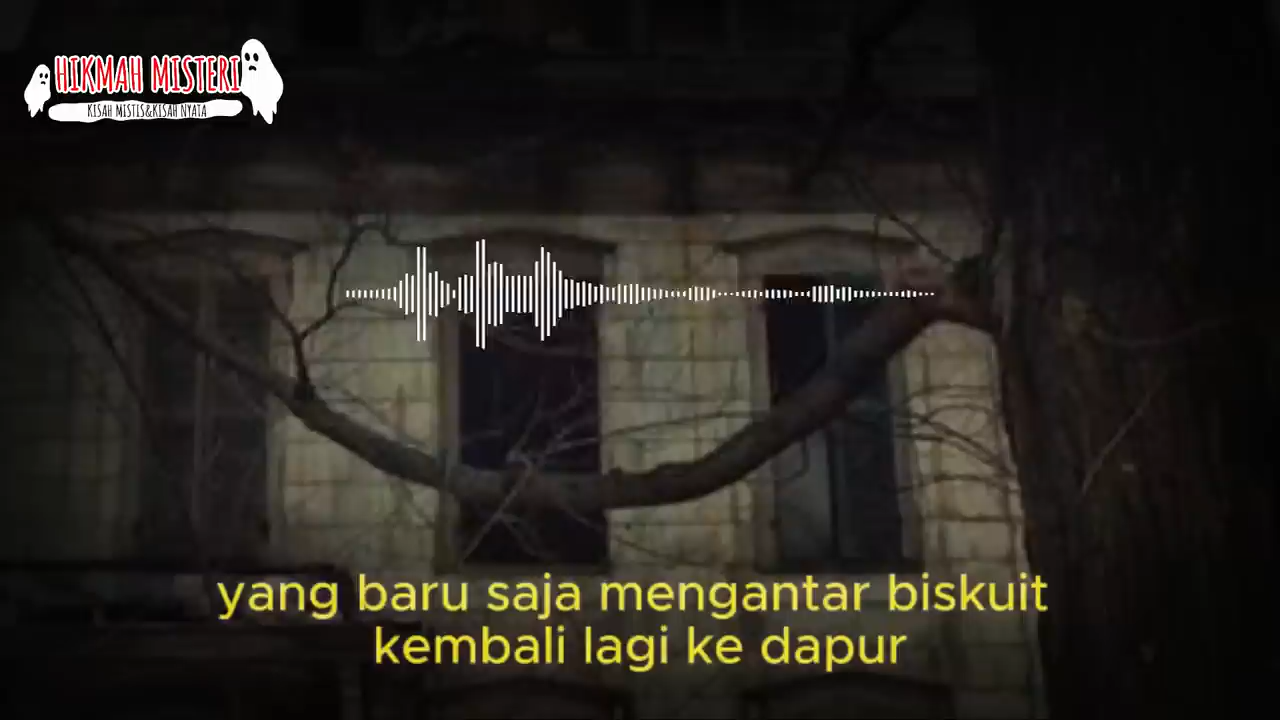 HIKMAH MISTERI
KISAH MISTIS&KISAH NYATA
yang baru saja mengantar biskuit
kembali lagi ke dapur